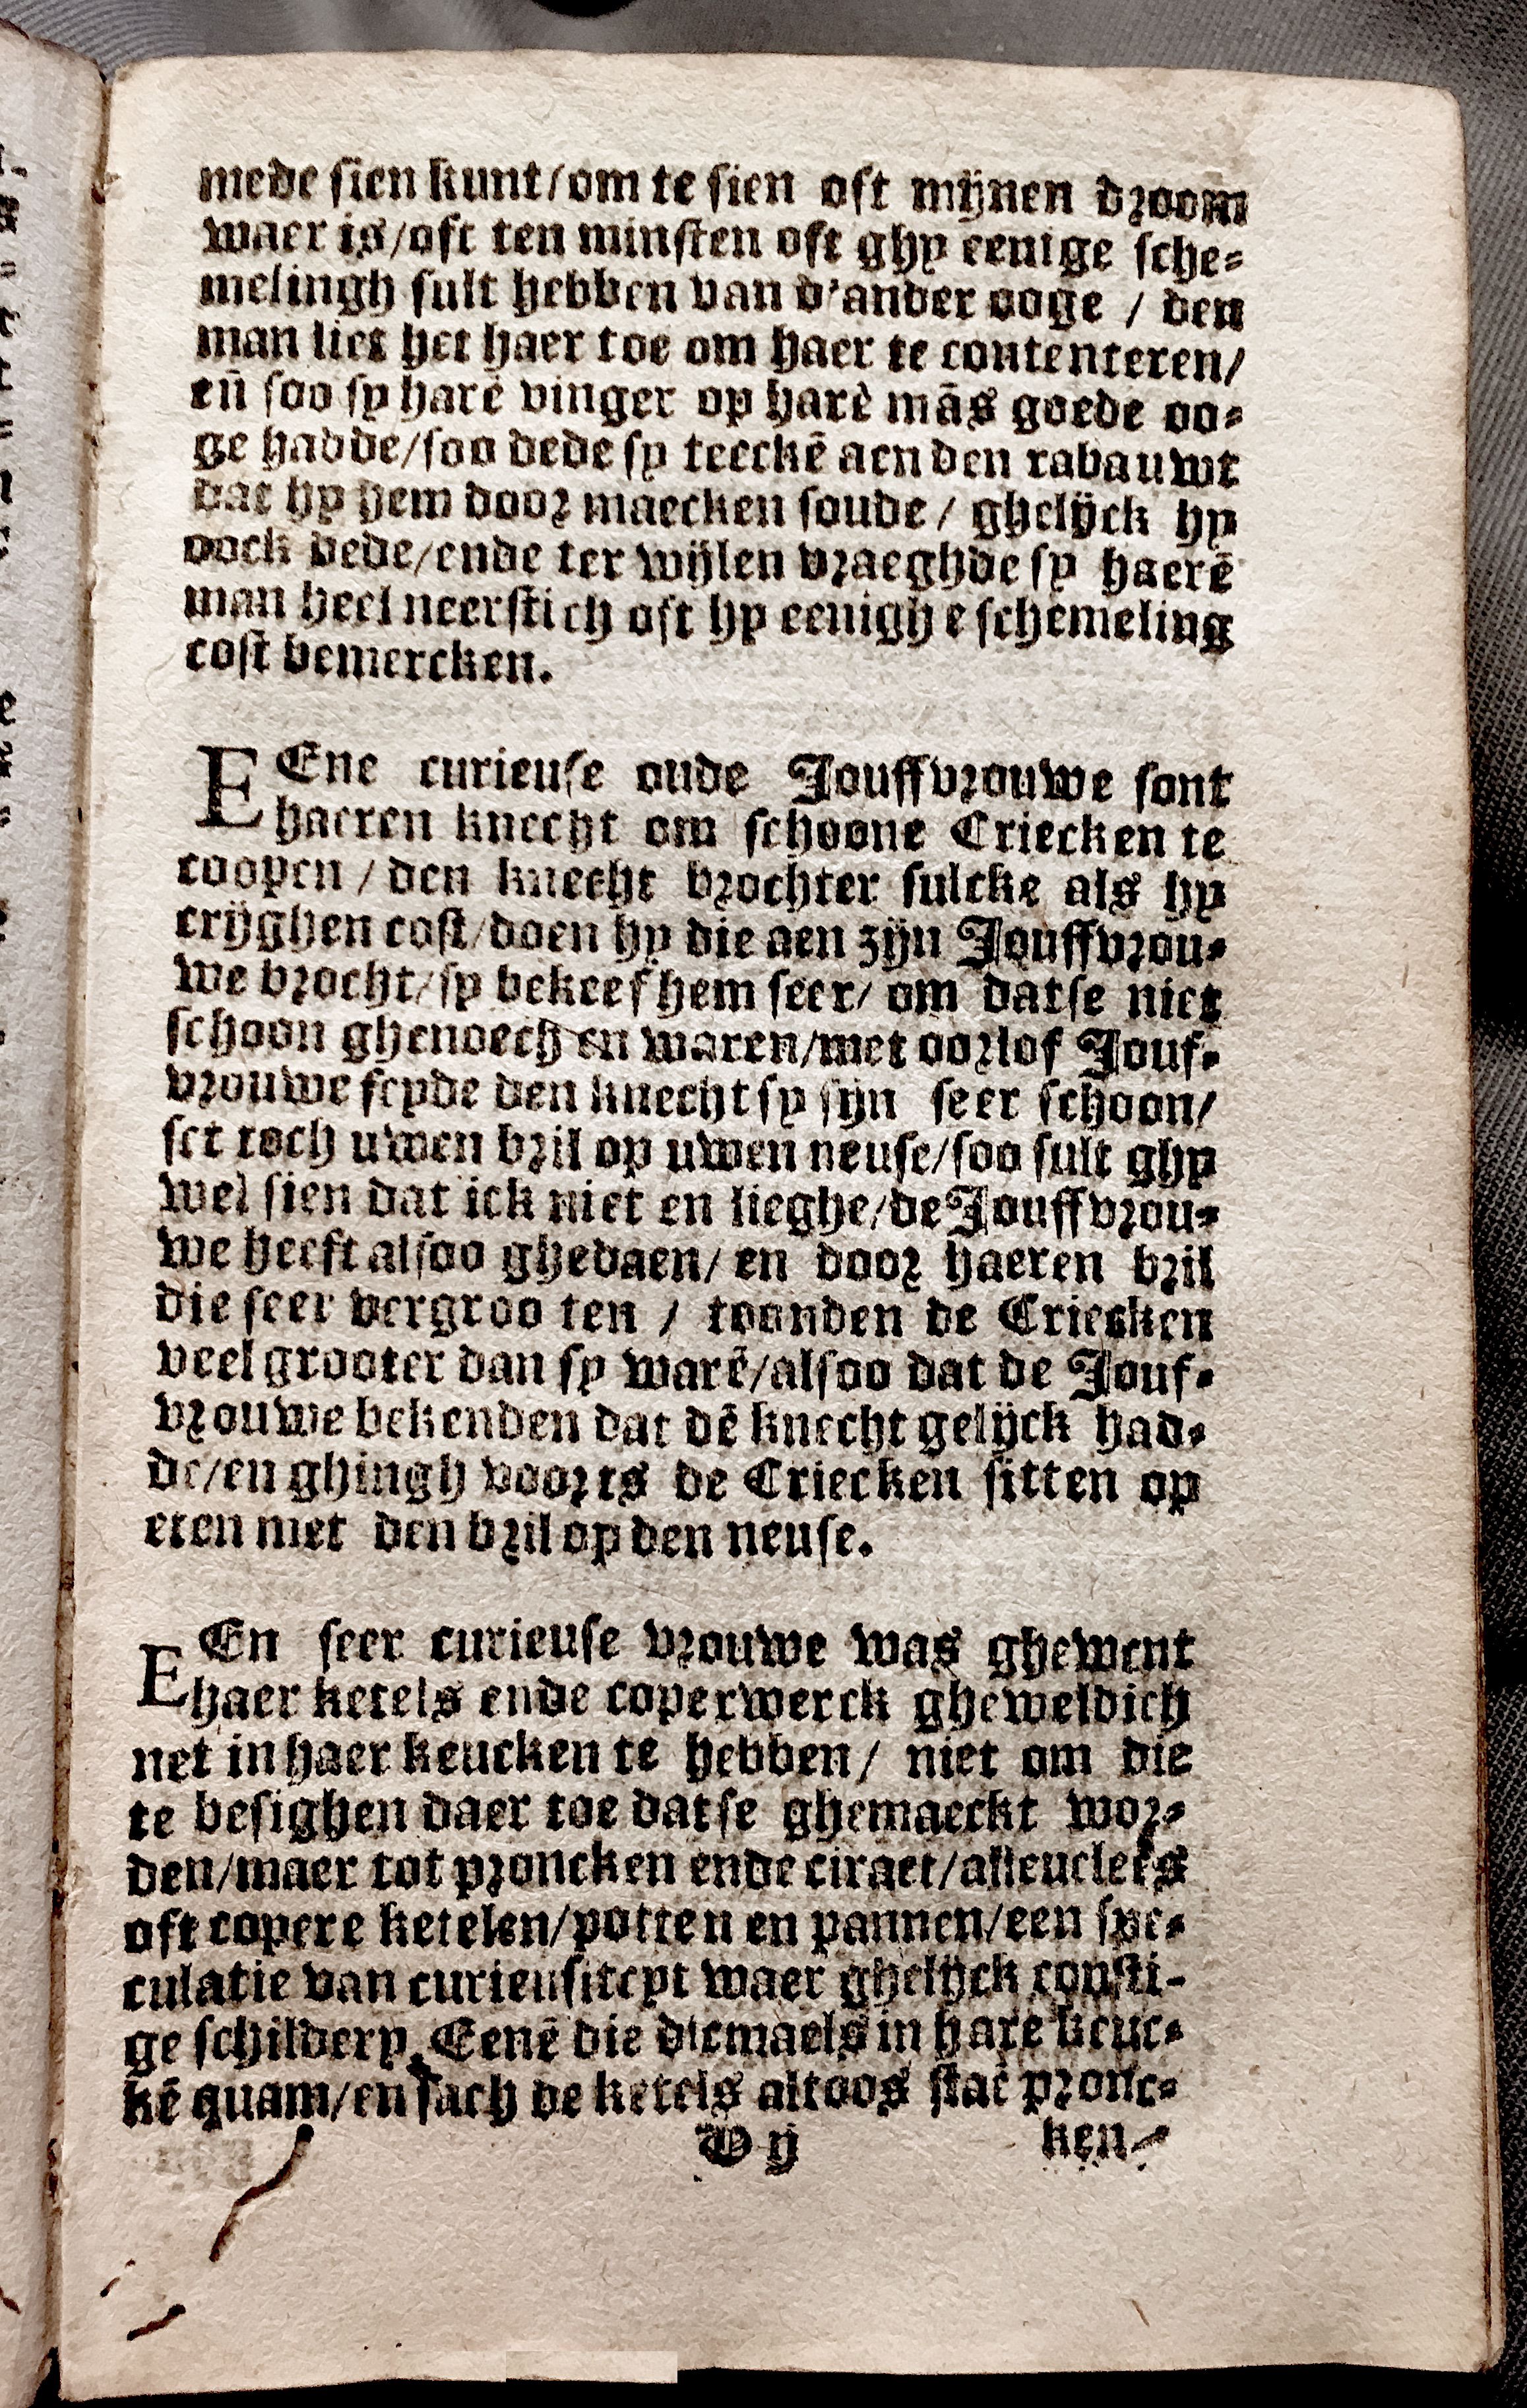 mede sien kunt/om te sien oft mijnen droom
waer is/oft ten minsten oft ghy eenige sche-
melingh sult hebben van d'ander ooge / den
man liet het haer toe om haer te contenteren/
eñ soo sy harē vinger op harē mās goede oo-
ge hadde/soo dede sy teeckē aen den rabauwt
dat hy hem door maecken soude / ghelijck hy
oock dede/ende ter wijlen vraeghde sy haerē
man heel neerstich oft hy eenighe schemeling
cost bemercken.
EEne curieuse oude Jouffvrouwe sont
haeren knecht om schoone Criecken te
coopen / den knecht brochter sulcke als hy
crijghen cost/doen hy die aen zijn Jouffvrou-
we brocht/sy bekeef hem seer/ om datse niet
schoon ghenoech en waren/met oorlof Jouf-
vrouwe seyde den knecht sy sijn seer schoon/
set toch uwen bril op uwen neuse/soo sult ghy
wel sien dat ick niet en lieghe/de Jouffvrou-
we heeft alsoo ghedaen/ en door haeren bril
die seer vergroo ten / toonden de Criecken
veel grooter dan sy warē/alsoo dat de Jouf-
vrouwe bekenden dat dē knecht gelijck had-
de/en ghingh voorts de Criecken sitten op
eten met den bril op den neuse.
EEn seer curieuse vrouwe was ghewent
haer ketels ende coperwerck gheweldich
net in haer keucken te hebben/ niet om die
te besighen daer toe datse ghemaeckt wor-
den/maer tot proncken ende ciraet/
oft copere ketelen/potten en pannen/een spe-
culatie van curieusiteyt waer ghelijck consti-
ge schildery. Eenē die dicmaels in hare keuc-
kē quam/en sach de ketels altoos staē pronc-
D ij ken-